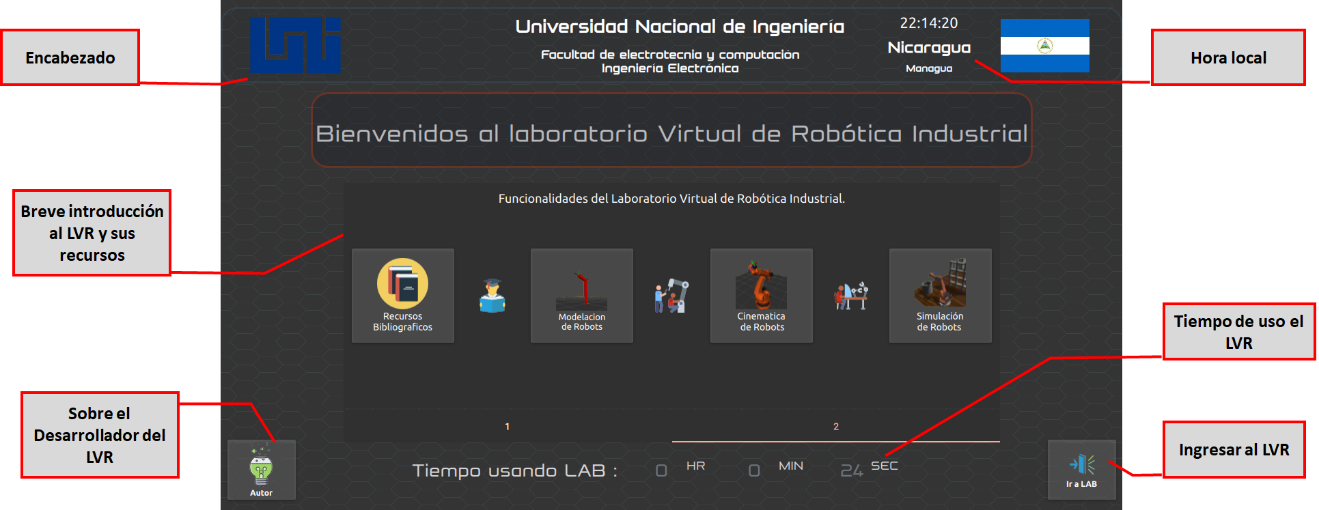 Encabezado
uni
Universidad Nacional de Ingeniería
Facultad de electrotecnia y computación
Ingeniería Electrónica
22:14:20
Nicaragua
Managua
Hora local
Bienvenidos al laboratorio Virtual de Robótica Industrial
Breve introducción
al LVR y sus
recursos
Funcionalidades del Laboratorio Virtual de Robótica Industrial.
Recursos
Bibliograficos
Modelacion
de Robots
Cinematica
de Robots
Simulación
de Robots
Tiempo de uso el
LVR
Sobre el
Desarrollador del
LVR
1
2
Autor
Tiempo usando LAB : 0 HR 0 MIN 24 SEC
Ir a LAB
Ingresar al LVR